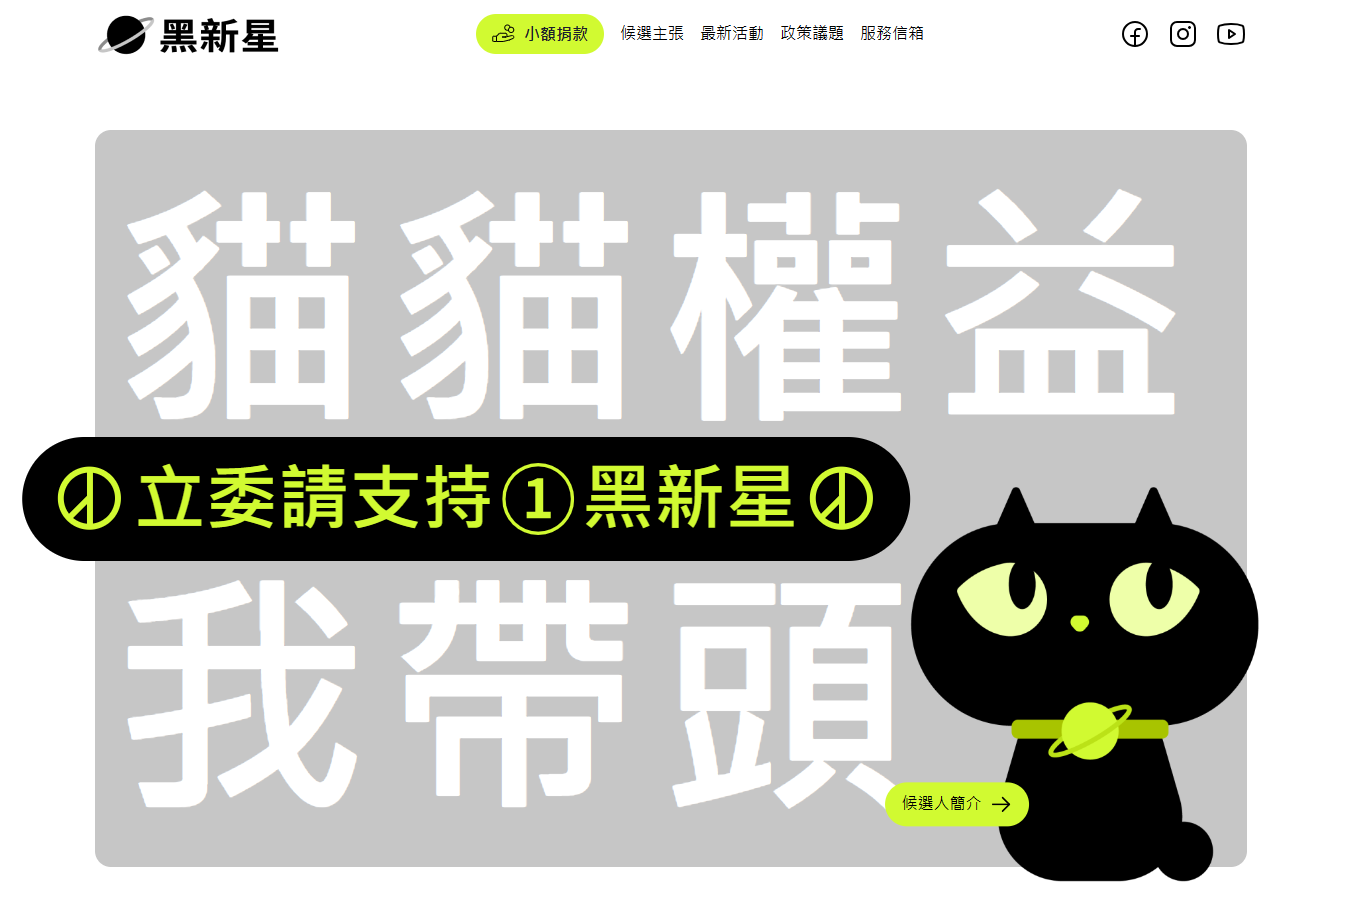 黑新星
小額捐款 候選主張 最新活動 政策議題 服務信箱
貓貓權益
立委請支持①黑新星
我帶頭
候選人簡介